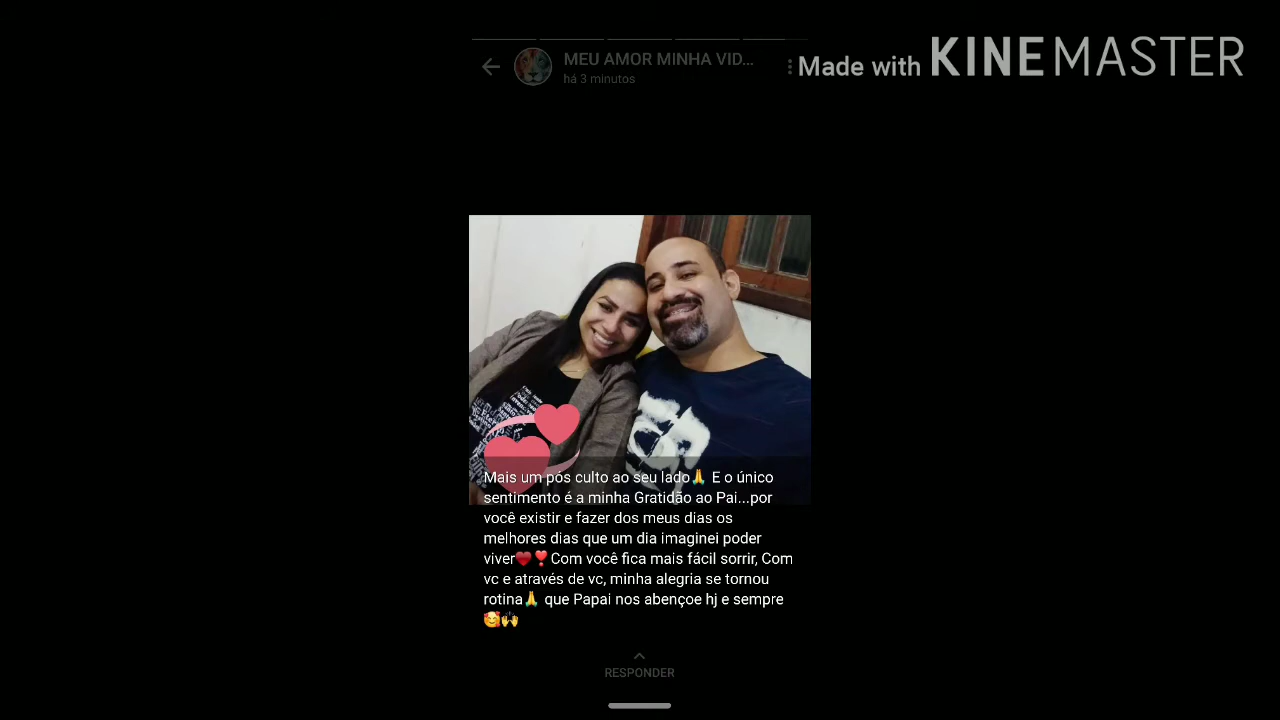 MEU AMOR MINHA VID...
há 3 minutos
Made with KINEMASTER
Mais um pós culto ao seu lado🙏 E o único
sentimento é a minha Gratidão ao Pai...por
você existir e fazer dos meus dias os
melhores dias que um dia imaginei poder
viver♥️❣️Com você fica mais fácil sorrir, Com
vc e através de vc, minha alegria se tornou
rotina🙏 que Papai nos abençoe hj e sempre
🥰🙌
RESPONDER